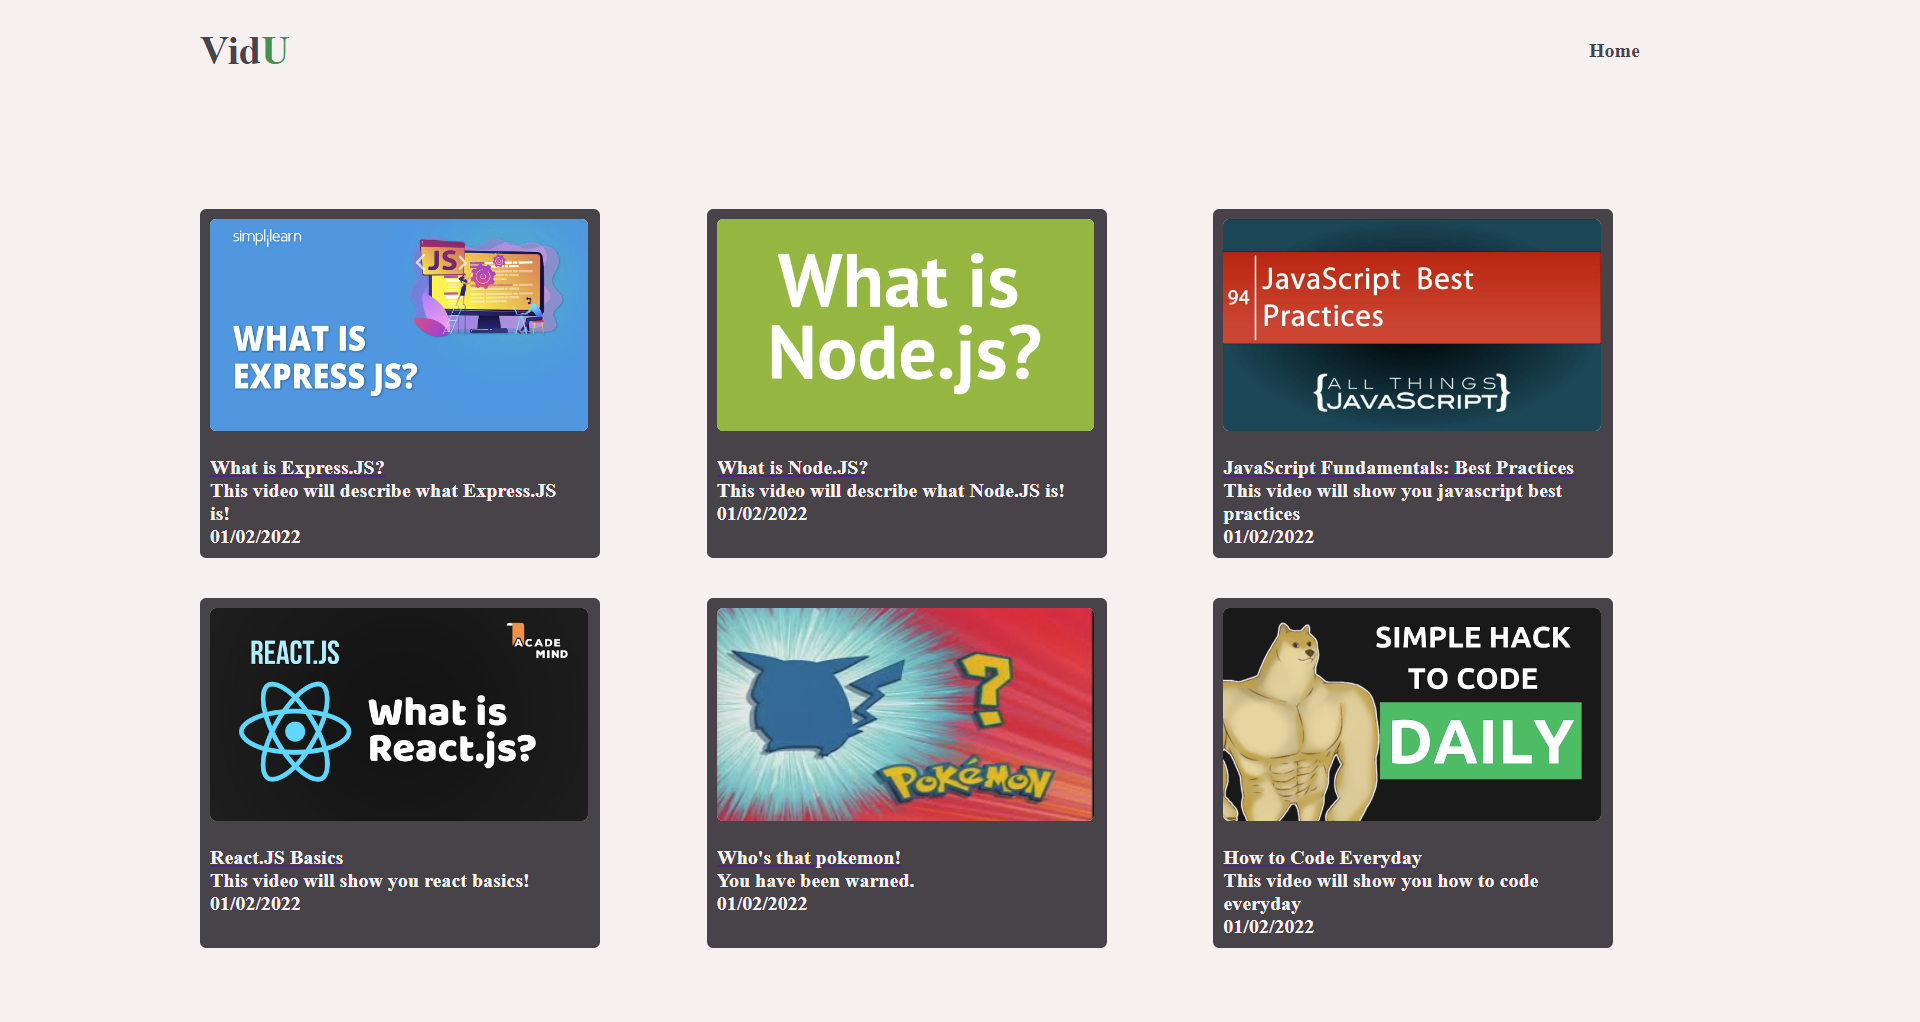 VidU
Home
simplilearn
JS
WHAT IS
EXPRESS JS?
What is Express.JS?
This video will describe what Express.JS
is!
01/02/2022
What is
Node.js?
What is Node.JS?
This video will describe what Node.JS is!
01/02/2022
94
JavaScript Best
Practices
{ALL THINGS
JAVASCRIPT}
JavaScript Fundamentals: Best Practices
This video will show you javascript best
practices
01/02/2022
REACT.JS
ACADE
MIND
What is
React.js?
React.JS Basics
This video will show you react basics!
01/02/2022
?
POKéMON
Who's that pokemon!
You have been warned.
01/02/2022
SIMPLE HACK
TO CODE
DAILY
How to Code Everyday
This video will show you how to code
everyday
01/02/2022